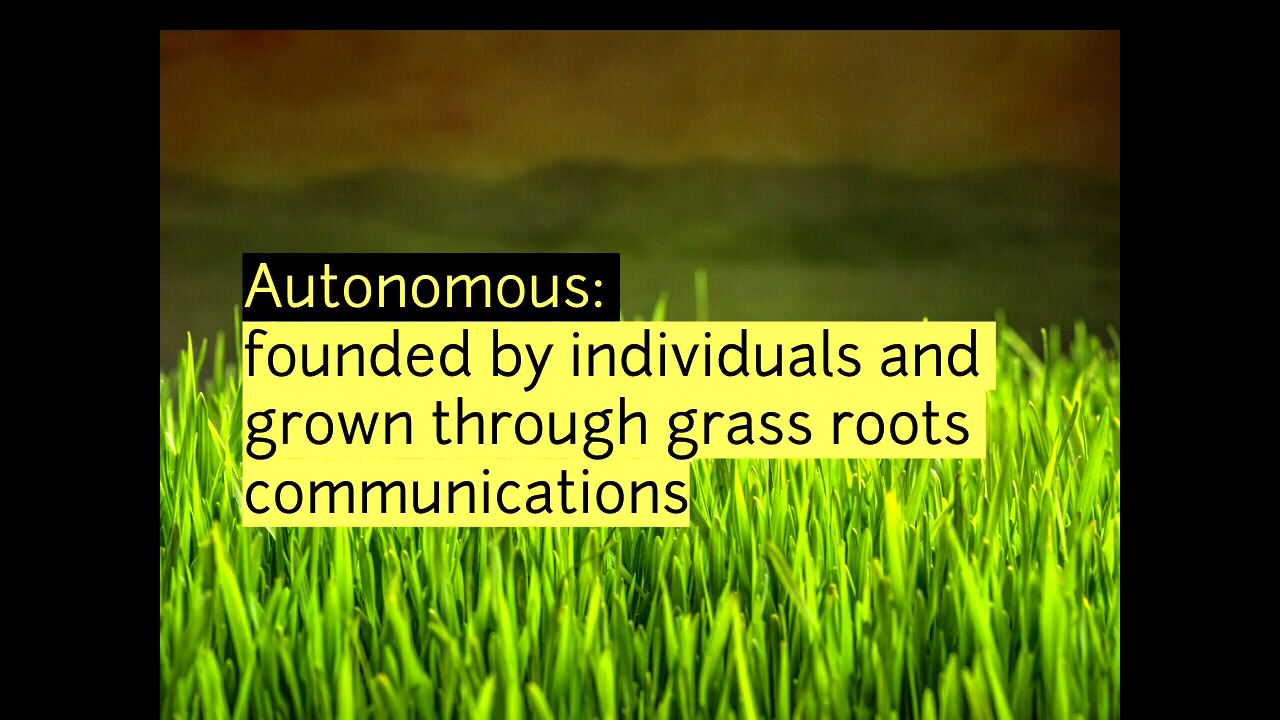 Autonomous:
founded by individuals and
grown through grass roots
communications